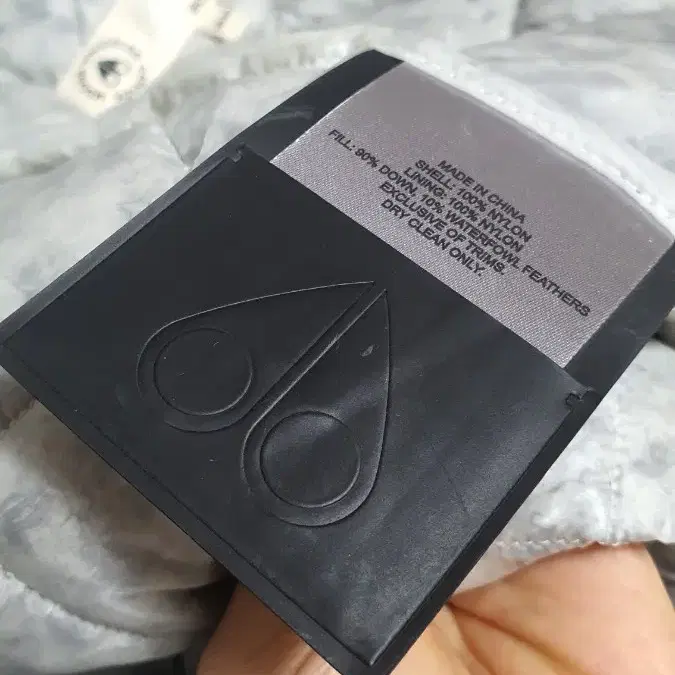 MADE IN CHINA
SHELL: 100% NYLON
LINING: 100% NYLON
FILL: 90% DOWN, 10% WATERFOWL FEATHERS
EXCLUSIVE OF TRIMS.
DRY CLEAN ONLY.